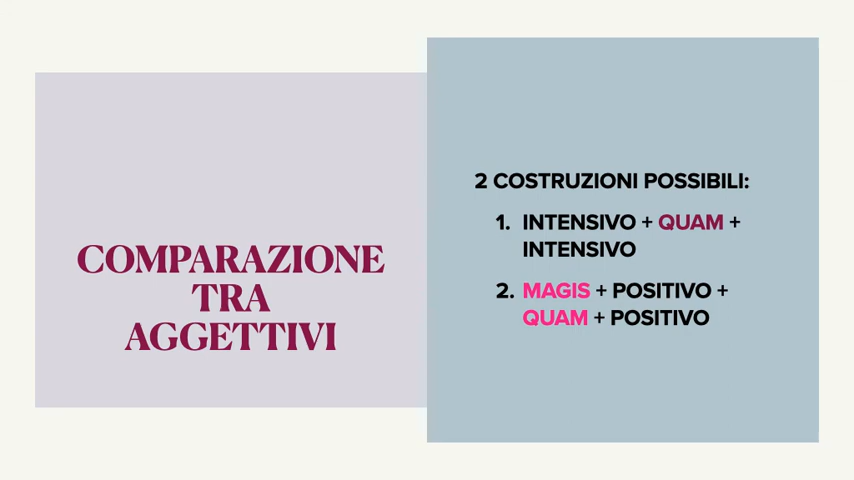 COMPARAZIONE
TRA
AGGETTIVI
2 COSTRUZIONI POSSIBILI:
1. INTENSIVO + QUAM +
INTENSIVO
2. MAGIS + POSITIVO +
QUAM + POSITIVO